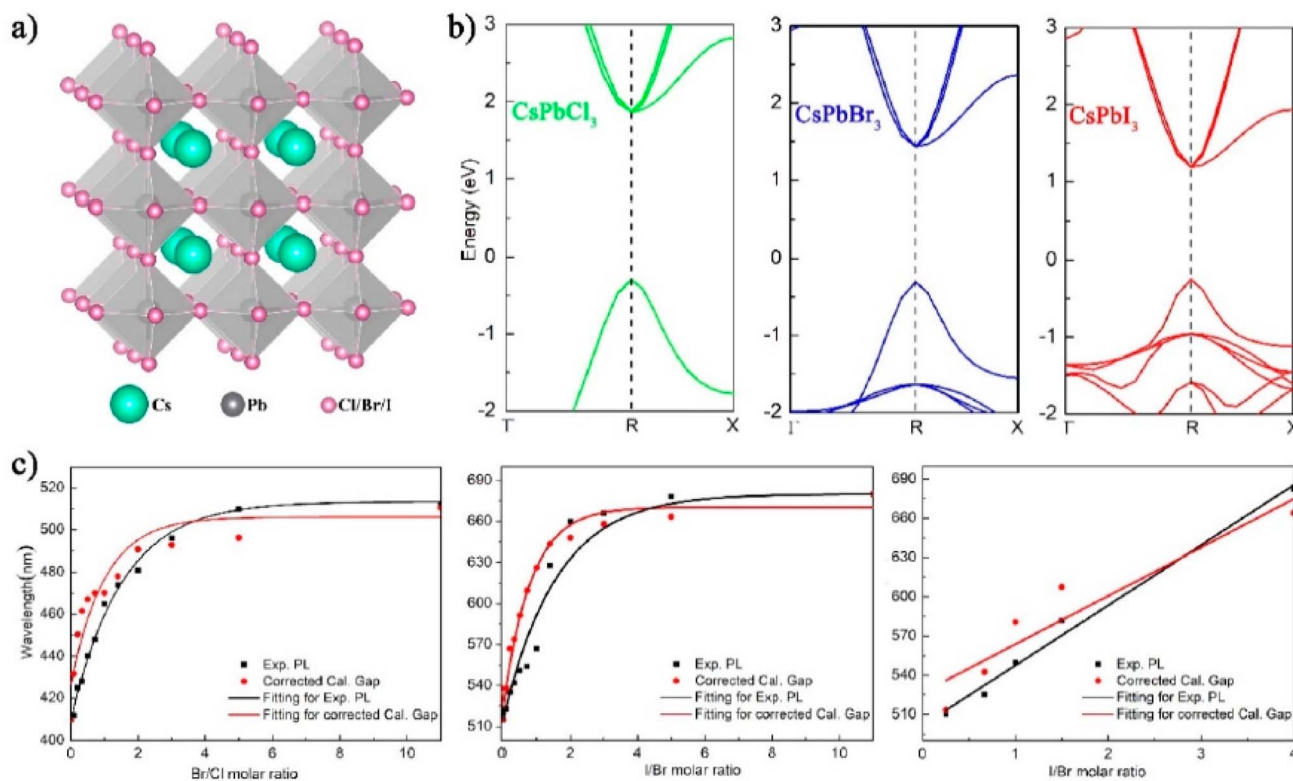 a)
Cs
Pb
Cl/Br/I
b)
Energy (eV)
3
2
1
0
-1
-2
CsPbCl3
Γ
R
X
3
2
1
0
-1
-2
CsPbBr3
Γ
R
X
3
2
1
0
-1
-2
CsPbI3
Γ
R
X
c)
Wavelength(nm)
520
500
480
460
440
420
400
Exp. PL
Corrected Cal. Gap
Fitting for Exp. PL
Fitting for corrected Cal. Gap
0
2
4
6
8
10
Br/Cl molar ratio
690
660
630
600
570
540
510
Exp. PL
Corrected Cal. Gap
Fitting for Exp. PL
Fitting for corrected Cal. Gap
0
2
4
6
8
10
I/Br molar ratio
690
660
630
600
570
540
510
Exp. PL
Corrected Cal. Gap
Fitting for Exp. PL
Fitting for corrected Cal. Gap
0
1
2
3
4
I/Br molar ratio